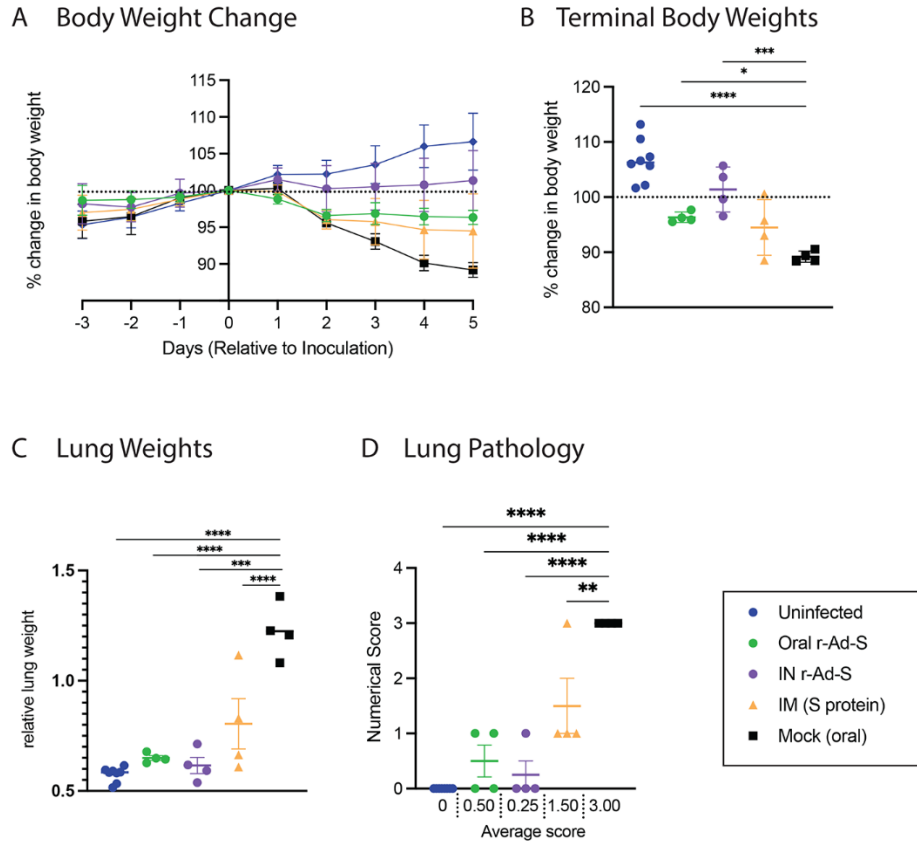 A Body Weight Change
% change in body weight
115
110
105
100
95
90
-3 -2 -1 0 1 2 3 4 5
Days (Relative to Inoculation)
B Terminal Body Weights
***
*
****
% change in body weight
120
110
100
90
80
C Lung Weights
****
****
***
****
relative lung weight
1.5
1.0
0.5
D Lung Pathology
****
****
****
**
Numerical Score
4
3
2
1
0
0 0.50 0.25 1.50 3.00
Average score
Uninfected
Oral r-Ad-S
IN r-Ad-S
IM (S protein)
Mock (oral)